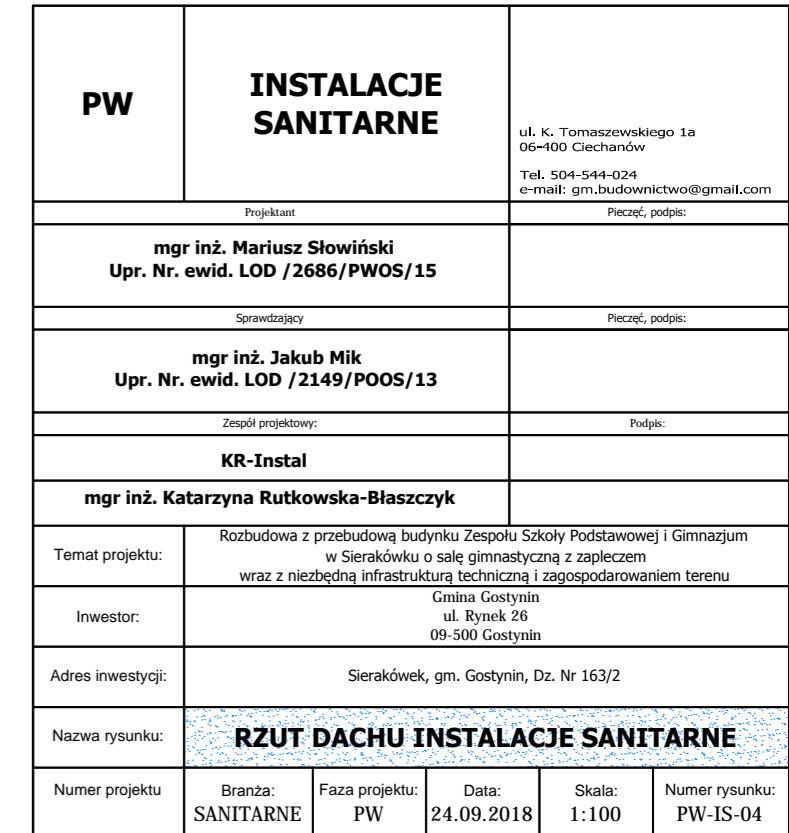 PW
INSTALACJE
SANITARNE
ul. K. Tomaszewskiego 1a
06-400 Ciechanów
Tel. 504-544-024
e-mail: gm.budownictwo@gmail.com
Projektant
Pieczęć, podpis:
mgr inż. Mariusz Słowiński
Upr. Nr. ewid. LOD /2686/PWOS/15
Sprawdzający
Pieczęć, podpis:
mgr inż. Jakub Mik
Upr. Nr. ewid. LOD /2149/POOS/13
Zespół projektowy:
Podpis:
KR-Instal
mgr inż. Katarzyna Rutkowska-Błaszczyk
Temat projektu:
Rozbudowa z przebudową budynku Zespołu Szkoły Podstawowej i Gimnazjum
w Sierakówku o salę gimnastyczną z zapleczem
wraz z niezbędną infrastrukturą techniczną i zagospodarowaniem terenu
Inwestor:
Gmina Gostynin
ul. Rynek 26
09-500 Gostynin
Adres inwestycji:
Sierakówek, gm. Gostynin, Dz. Nr 163/2
Nazwa rysunku:
RZUT DACHU INSTALACJE SANITARNE
Numer projektu
Branża:
SANITARNE
Faza projektu:
PW
Data:
24.09.2018
Skala:
1:100
Numer rysunku:
PW-IS-04